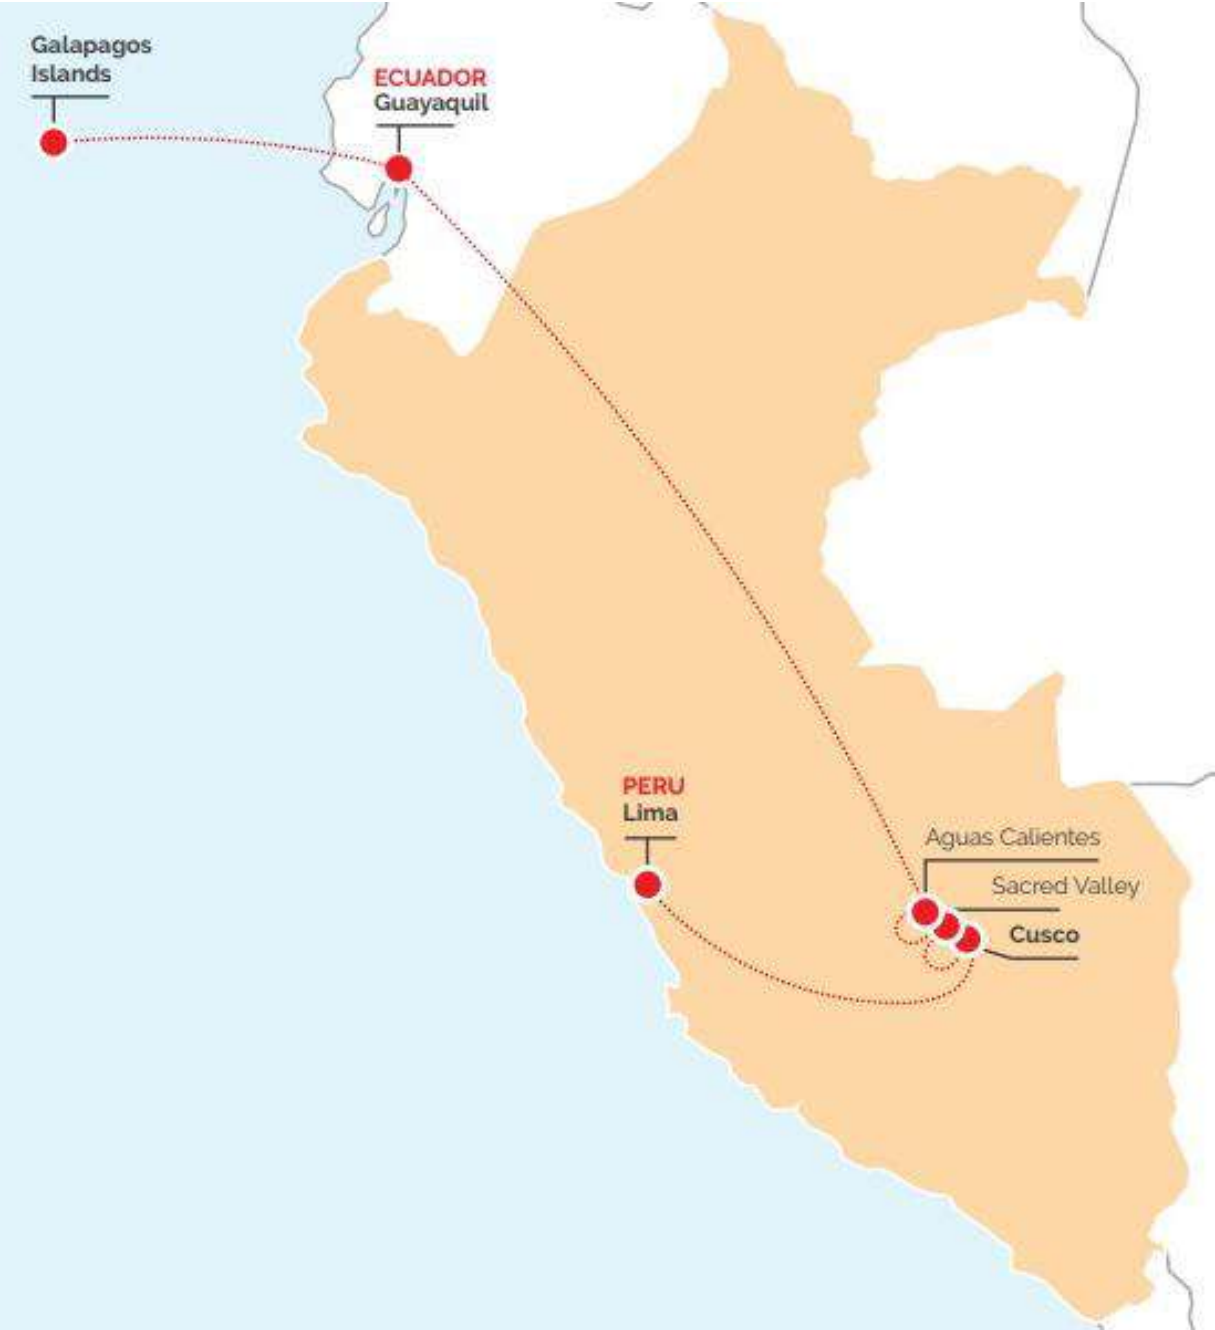 Galapagos
Islands
ECUADOR
Guayaquil
PERU
Lima
Aguas Calientes
Sacred Valley
Cusco